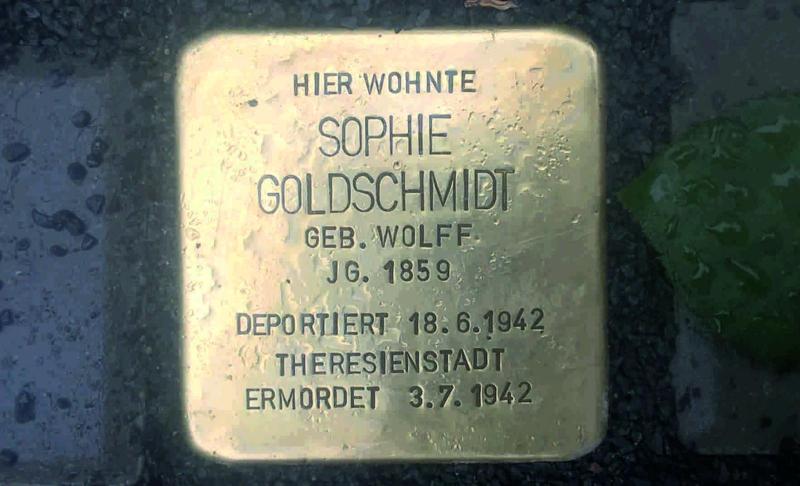 HIER WOHNTE
SOPHIE
GOLDSCHMIDT
GEB. WOLFF
JG. 1859
DEPORTIERT 18.6.1942
THERESIENSTADT
ERMORDET 3.7.1942